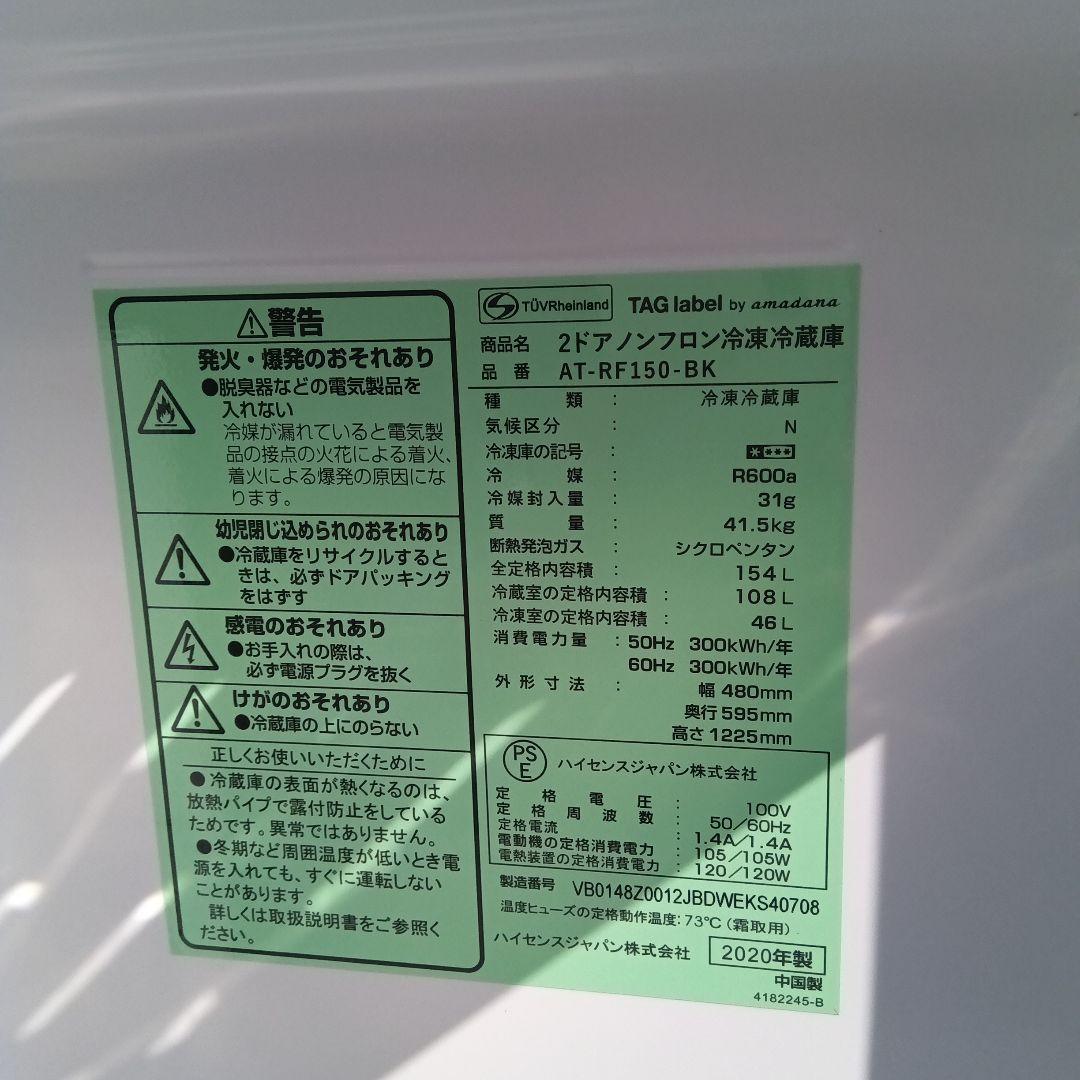 ⚠警告
発火・爆発のおそれあり
●脱臭器などの電気製品を
入れない
冷媒が漏れていると電気製
品の接点の火花による着火、
着火による爆発の原因にな
ります。
幼児閉じ込められのおそれあり
●冷蔵庫をリサイクルすると
きは、必ずドアパッキング
をはずす
感電のおそれあり
●お手入れの際は、
必ず電源プラグを抜く
けがのおそれあり
●冷蔵庫の上にのらない
正しくお使いいただくために
●冷蔵庫の表面が熱くなるのは、
放熱パイプで露付防止をしている
ためです。異常ではありません。
●冬期など周囲温度が低いとき電
源を入れても、すぐに運転しない
ことがあります。
詳しくは取扱説明書をご参照く
ださい。
TÜVRheinland TAG label by amadana
商品名 2ドアノンフロン冷凍冷蔵庫
品番 AT-RF150-BK
種類 : 冷凍冷蔵庫
気候区分 : N
冷凍庫の記号 : ****
冷媒 : R600a
冷媒封入量 : 31g
質量 : 41.5kg
断熱発泡ガス : シクロペンタン
全定格内容積 : 154L
冷蔵室の定格内容積 : 108L
冷凍室の定格内容積 : 46L
消費電力量 : 50Hz 300kWh/年
60Hz 300kWh/年
外形寸法 : 幅 480mm
奥行 595mm
高さ 1225mm
PSE ハイセンスジャパン株式会社
定格電圧 : 100V
定格周波数 : 50/60Hz
定格電流 : 1.4A/1.4A
電動機の定格消費電力 : 105/105W
電熱装置の定格消費電力 : 120/120W
製造番号 VB0148Z0012JBDWEKS40708
温度ヒューズの定格動作温度:73℃(霜取用)
ハイセンスジャパン株式会社 2020年製
中国製
4182245-B